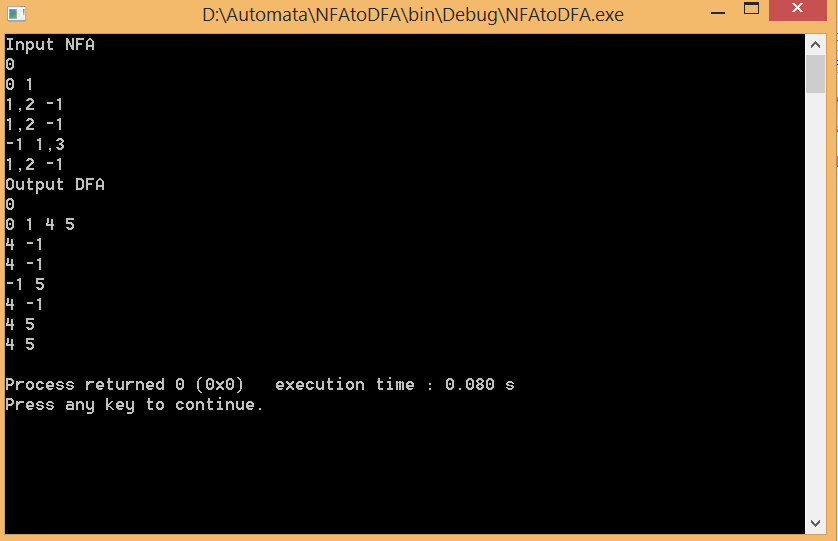 D:\Automata\NFAtoDFA\bin\Debug\NFAtoDFA.exe
Input NFA
0
0 1
1,2 -1
1,2 -1
-1 1,3
1,2 -1
Output DFA
0
0 1 4 5
4 -1
4 -1
-1 5
4 -1
4 5
4 5
Process returned 0 (0x0)   execution time : 0.080 s
Press any key to continue.